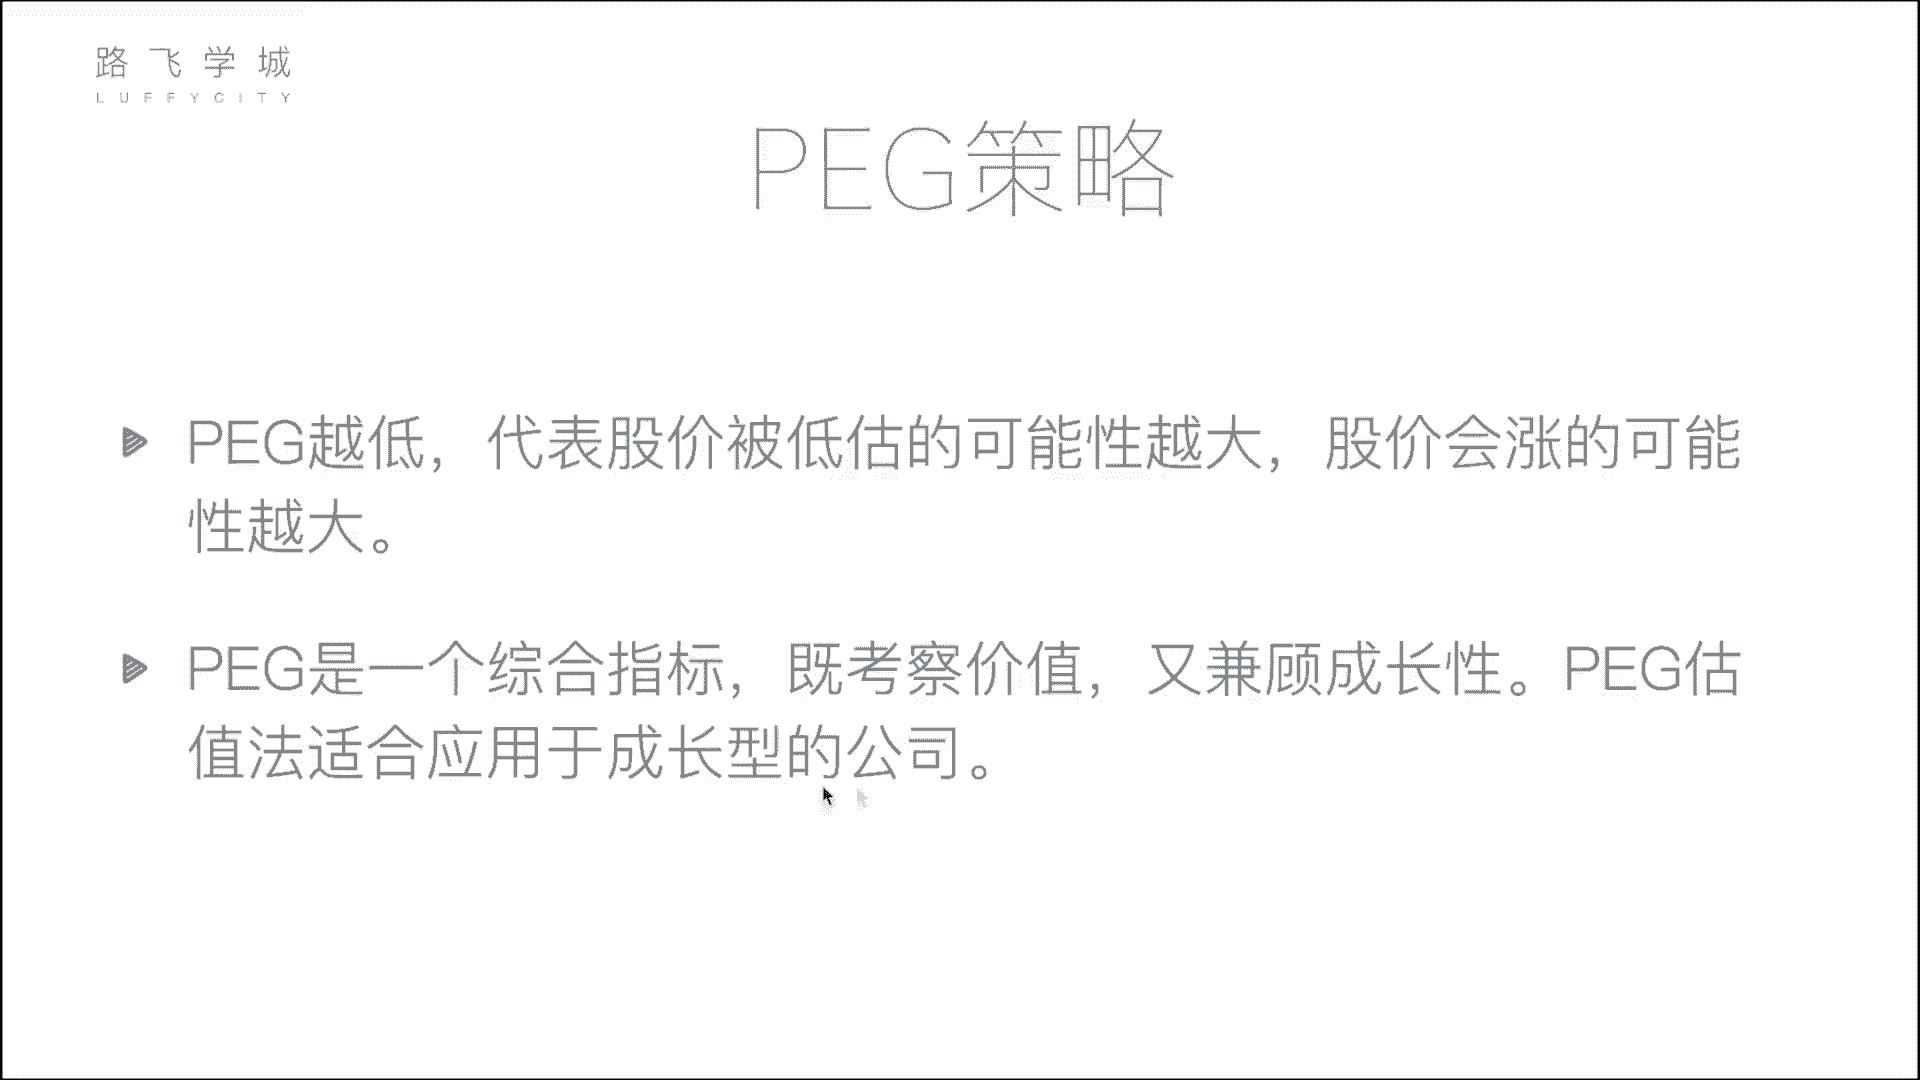 路飞学城
LUFFYCITY
PEG策略
PEG越低，代表股价被低估的可能性越大，股价会涨的可能
性越大。
PEG是一个综合指标，既考察价值，又兼顾成长性。PEG估
值法适合应用于成长型的公司。